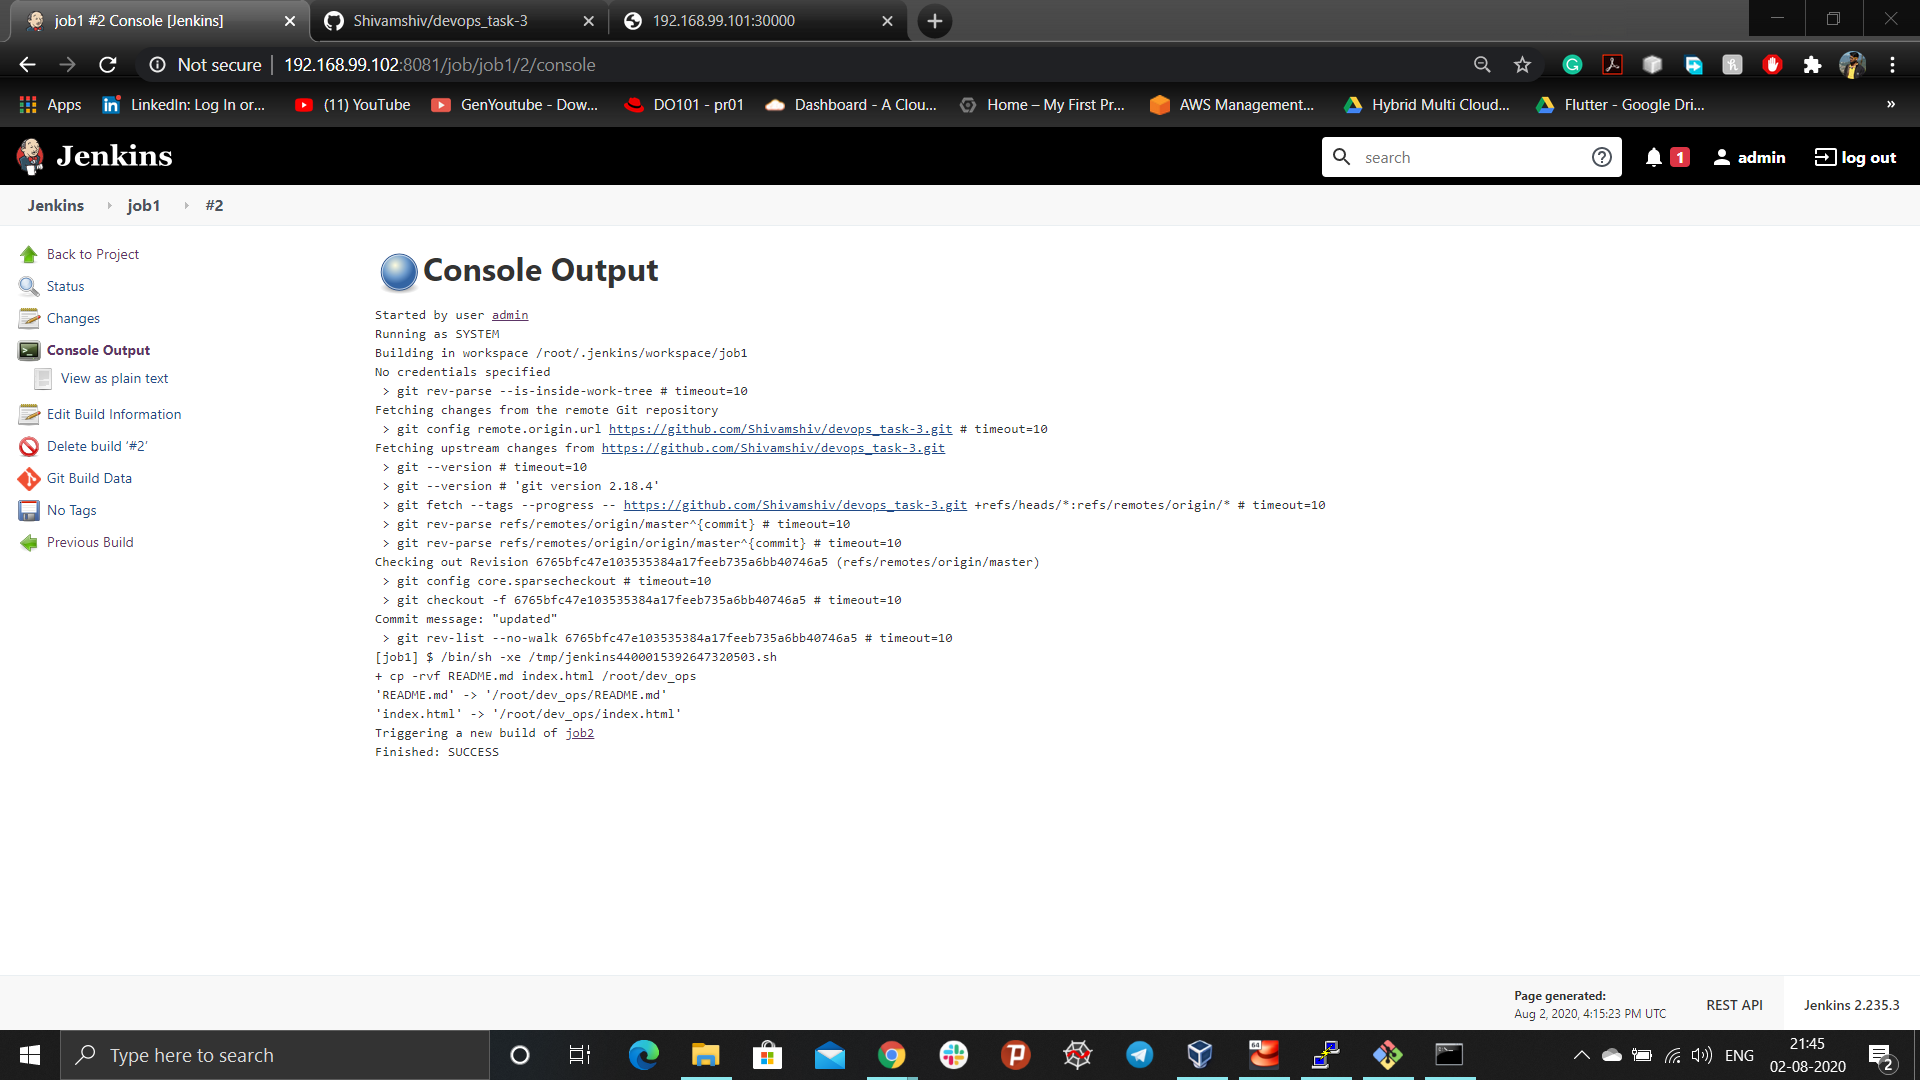 job1 #2 Console [Jenkins]
Shivamshiv/devops_task-3
192.168.99.101:30000
Not secure | 192.168.99.102:8081/job/job1/2/console
Apps
LinkedIn: Log In or...
(11) YouTube
GenYoutube - Dow...
DO101 - pr01
Dashboard - A Clou...
Home – My First Pr...
AWS Management...
Hybrid Multi Cloud...
Flutter - Google Dri...
»
Jenkins
search
1
admin
log out
Jenkins
job1
#2
Back to Project
Status
Changes
Console Output
View as plain text
Edit Build Information
Delete build '#2'
Git Build Data
No Tags
Previous Build
Console Output
Started by user admin
Running as SYSTEM
Building in workspace /root/.jenkins/workspace/job1
No credentials specified
> git rev-parse --is-inside-work-tree # timeout=10
Fetching changes from the remote Git repository
> git config remote.origin.url https://github.com/Shivamshiv/devops_task-3.git # timeout=10
Fetching upstream changes from https://github.com/Shivamshiv/devops_task-3.git
> git --version # timeout=10
> git --version # 'git version 2.18.4'
> git fetch --tags --progress -- https://github.com/Shivamshiv/devops_task-3.git +refs/heads/*:refs/remotes/origin/* # timeout=10
> git rev-parse refs/remotes/origin/master^{commit} # timeout=10
> git rev-parse refs/remotes/origin/origin/master^{commit} # timeout=10
Checking out Revision 6765bfc47e103535384a17feeb735a6bb40746a5 (refs/remotes/origin/master)
> git config core.sparsecheckout # timeout=10
> git checkout -f 6765bfc47e103535384a17feeb735a6bb40746a5 # timeout=10
Commit message: "updated"
> git rev-list --no-walk 6765bfc47e103535384a17feeb735a6bb40746a5 # timeout=10
[job1] $ /bin/sh -xe /tmp/jenkins4400015392647320503.sh
+ cp -rvf README.md index.html /root/dev_ops
'README.md' -> '/root/dev_ops/README.md'
'index.html' -> '/root/dev_ops/index.html'
Triggering a new build of job2
Finished: SUCCESS
Page generated:
Aug 2, 2020, 4:15:23 PM UTC
REST API
Jenkins 2.235.3
Type here to search
64
ENG
21:45
02-08-2020
2